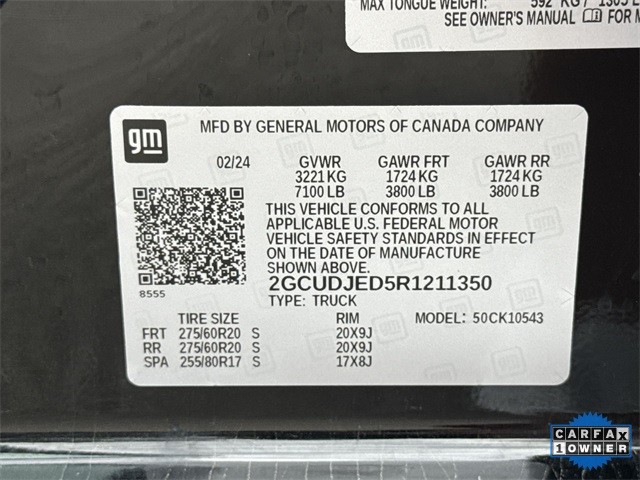 MAX TONGUE WEIGHT: 592 KG / 1305
SEE OWNER'S MANUAL FOR
gm
MFD BY GENERAL MOTORS OF CANADA COMPANY
02/24 GVWR GAWR FRT GAWR RR
3221 KG 1724 KG 1724 KG
7100 LB 3800 LB 3800 LB
THIS VEHICLE CONFORMS TO ALL
APPLICABLE U.S. FEDERAL MOTOR
VEHICLE SAFETY STANDARDS IN EFFECT
ON THE DATE OF MANUFACTURE
SHOWN ABOVE.
8555
2GCUDJED5R1211350
TYPE: TRUCK
TIRE SIZE RIM MODEL: 50CK10543
FRT 275/60R20 S 20X9J
RR 275/60R20 S 20X9J
SPA 255/80R17 S 17X8J
CARFAX
1 OWNER